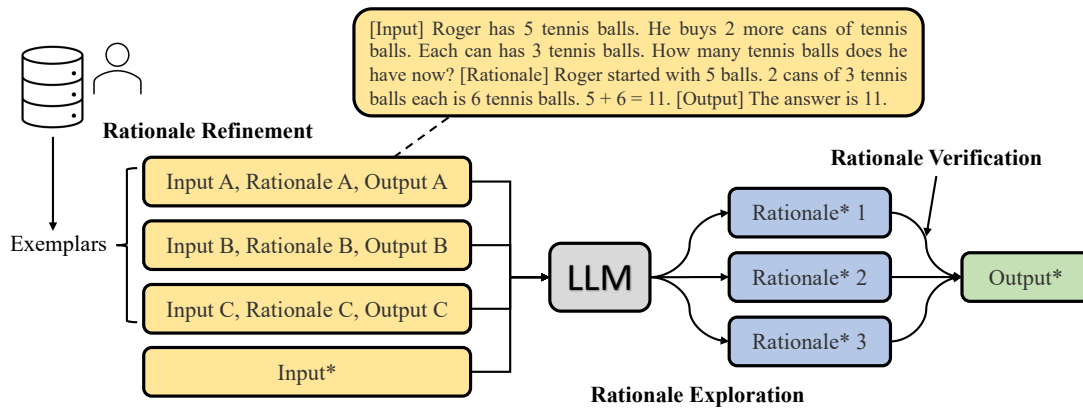 [Input] Roger has 5 tennis balls. He buys 2 more cans of tennis
balls. Each can has 3 tennis balls. How many tennis balls does he
have now? [Rationale] Roger started with 5 balls. 2 cans of 3 tennis
balls each is 6 tennis balls. 5 + 6 = 11. [Output] The answer is 11.
Rationale Refinement
Rationale Verification
Exemplars
Input A, Rationale A, Output A
Input B, Rationale B, Output B
Input C, Rationale C, Output C
Input*
LLM
Rationale* 1
Rationale* 2
Rationale* 3
Output*
Rationale Exploration